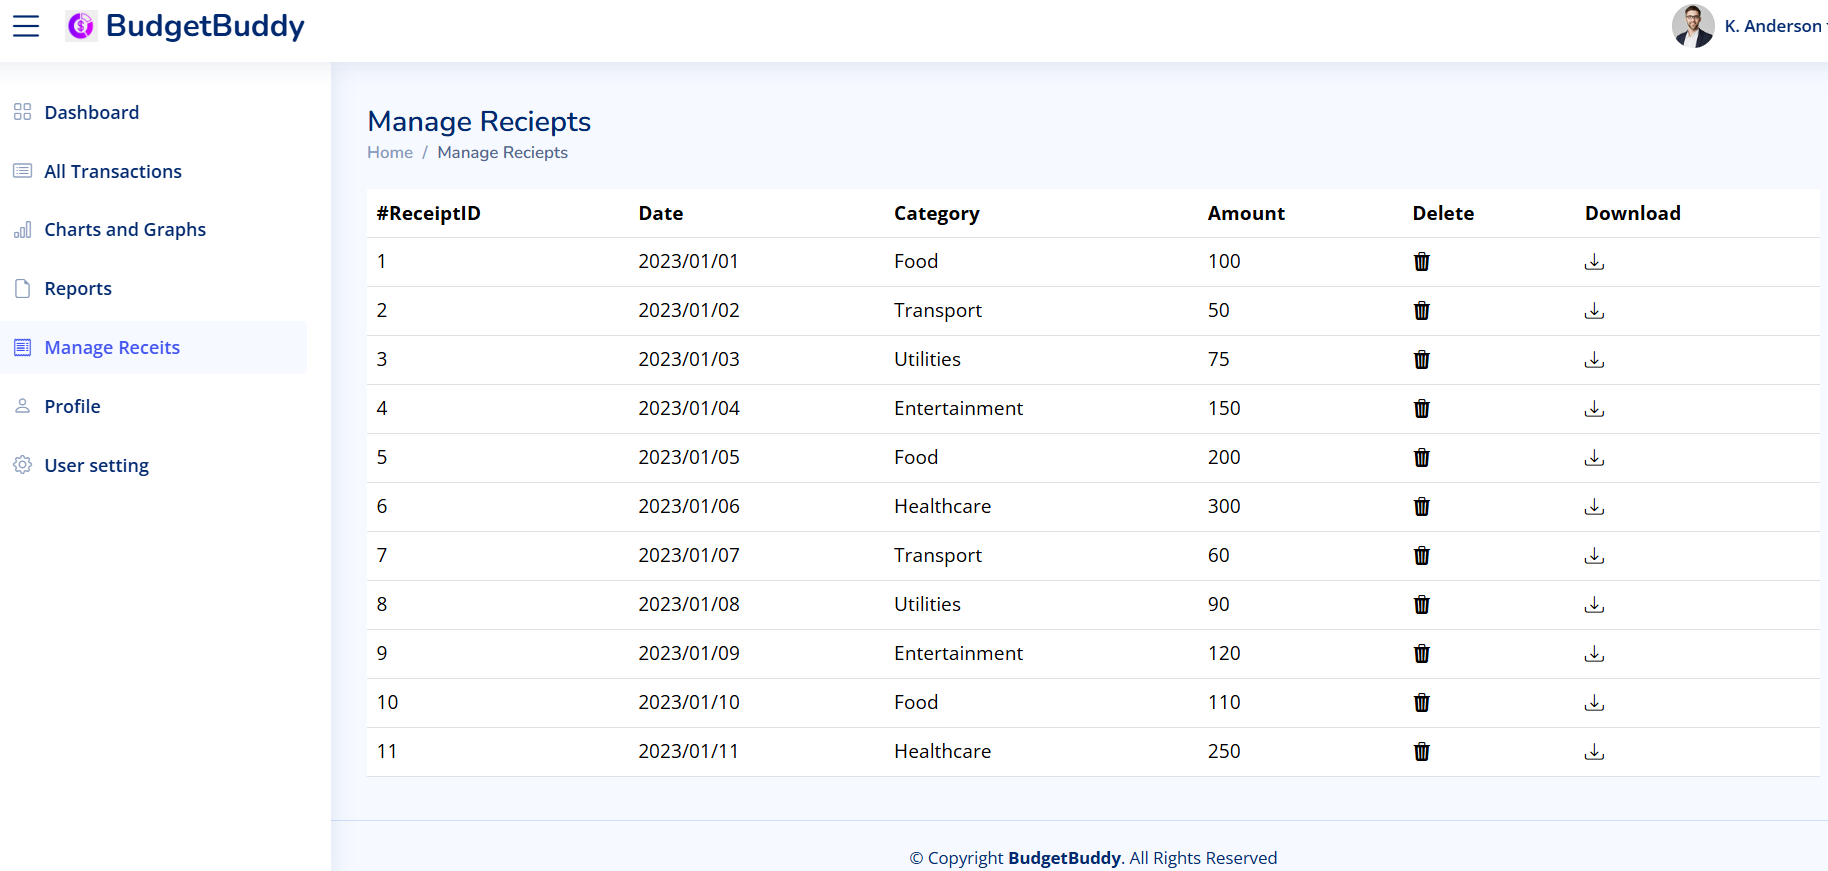 BudgetBuddy
K. Anderson
Dashboard
All Transactions
Charts and Graphs
Reports
Manage Receits
Profile
User setting
Manage Reciepts
Home / Manage Reciepts
#ReceiptID Date Category Amount Delete Download
1 2023/01/01 Food 100
2 2023/01/02 Transport 50
3 2023/01/03 Utilities 75
4 2023/01/04 Entertainment 150
5 2023/01/05 Food 200
6 2023/01/06 Healthcare 300
7 2023/01/07 Transport 60
8 2023/01/08 Utilities 90
9 2023/01/09 Entertainment 120
10 2023/01/10 Food 110
11 2023/01/11 Healthcare 250
© Copyright BudgetBuddy. All Rights Reserved